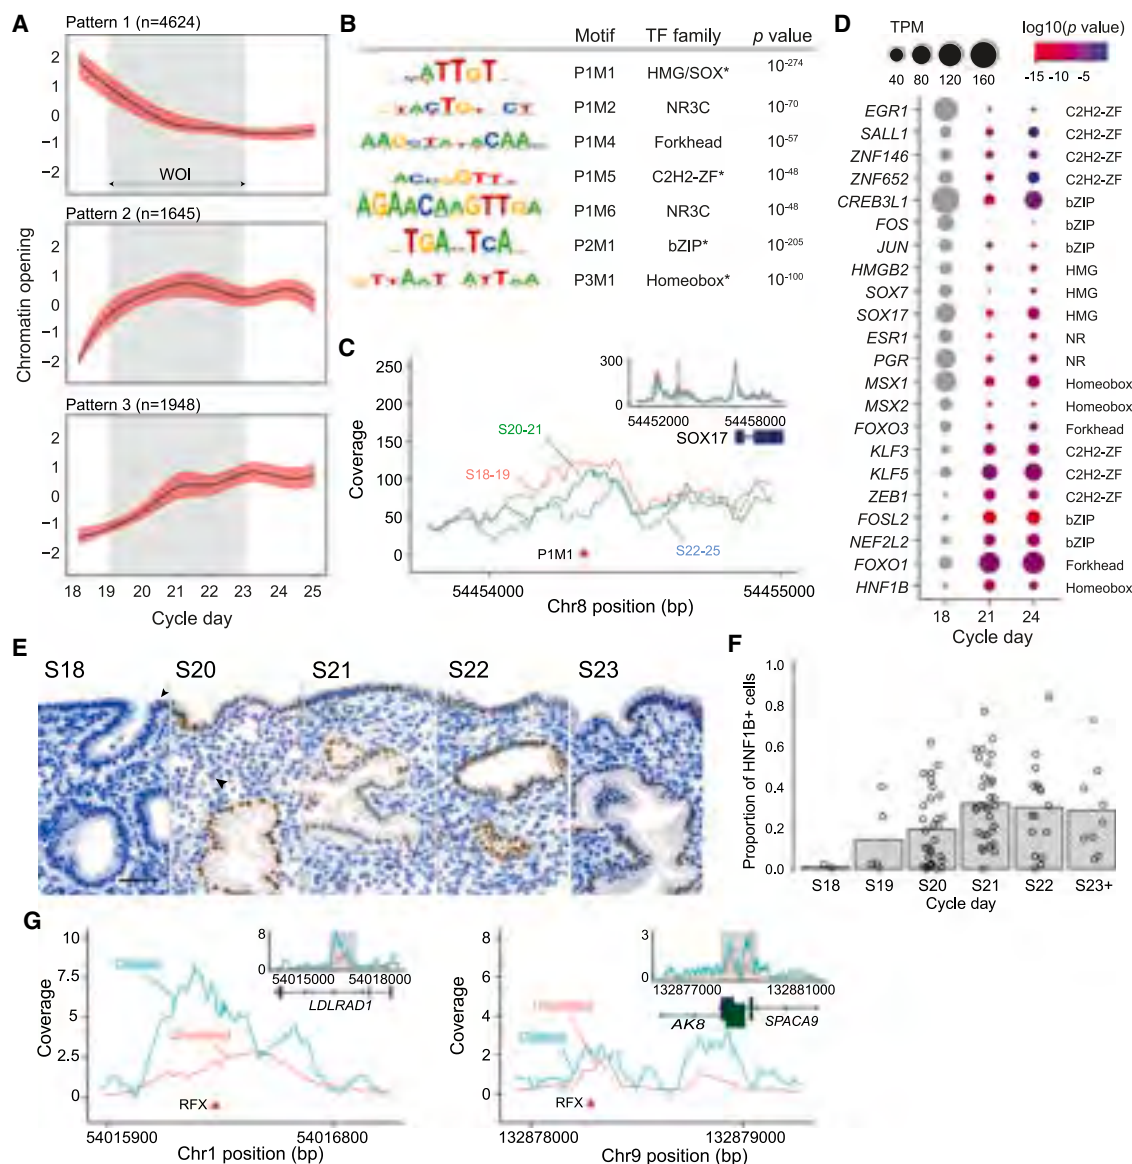 A
Pattern 1 (n=4624)
2
1
0
−1
−2
WOI
Pattern 2 (n=1645)
2
1
0
−1
−2
Chromatin opening
Pattern 3 (n=1948)
2
1
0
−1
−2
18 19 20 21 22 23 24 25
Cycle day
B
Motif TF family p value
P1M1 HMG/SOX* 10-274
P1M2 NR3C 10-70
P1M4 Forkhead 10-57
P1M5 C2H2-ZF* 10-48
P1M6 NR3C 10-48
P2M1 bZIP* 10-205
P3M1 Homeobox* 10-100
C
250
200
150
100
50
0
Coverage
300
0
54452000 54458000
SOX17
S20-21
S18-19
S22-25
P1M1
54454000 54455000
Chr8 position (bp)
D
TPM
40 80 120 160
log10(p value)
-15 -10 -5
EGR1 C2H2-ZF
SALL1 C2H2-ZF
ZNF146 C2H2-ZF
ZNF652 C2H2-ZF
CREB3L1 bZIP
FOS bZIP
JUN bZIP
HMGB2 HMG
SOX7 HMG
SOX17 HMG
ESR1 NR
PGR NR
MSX1 Homeobox
MSX2 Homeobox
FOXO3 Forkhead
KLF3 C2H2-ZF
KLF5 C2H2-ZF
ZEB1 C2H2-ZF
FOSL2 bZIP
NEF2L2 bZIP
FOXO1 Forkhead
HNF1B Homeobox
18 21 24
Cycle day
E
S18 S20 S21 S22 S23
F
1.0
0.8
0.6
0.4
0.2
0.0
Proportion of HNF1B+ cells
S18 S19 S20 S21 S22 S23+
Cycle day
G
10
7.5
5
2.5
0
Coverage
8
0
54015000 54018000
LDLRAD1
RFX
54015900 54016800
Chr1 position (bp)
8
6
4
2
0
Coverage
3
0
132877000 132881000
AK8 SPACA9
RFX
132878000 132879000
Chr9 position (bp)